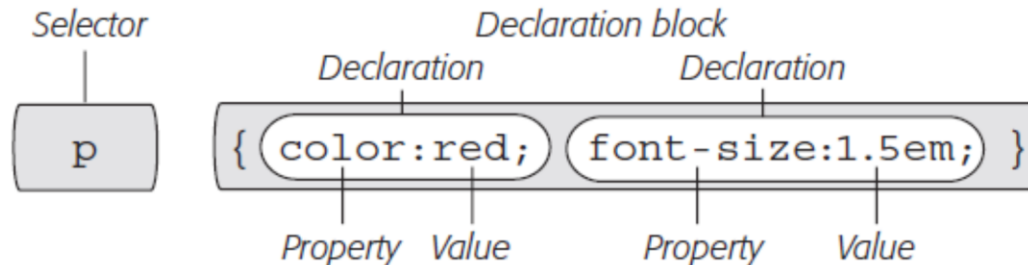 Selector
Declaration block
Declaration
Declaration
p
{ color:red; font-size:1.5em; }
Property
Value
Property
Value